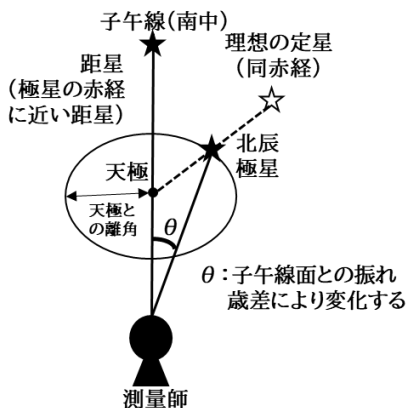 子午線(南中)
距星
(極星の赤経
に近い距星)
理想の定星
(同赤経)
北辰
極星
天極
天極と
の離角
θ
θ:子午線面との振れ
歳差により変化する
測量師